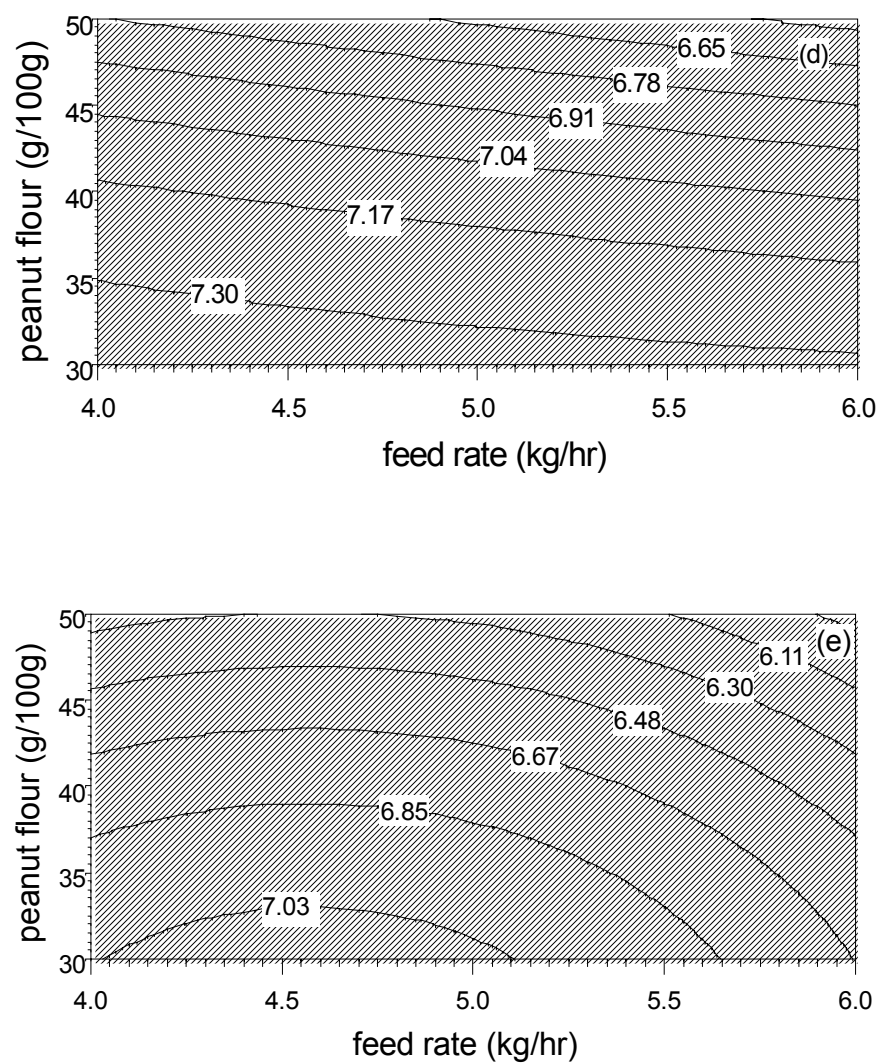 50
6.65
(d)
6.78
45
6.91
7.04
40
7.17
35
7.30
30
4.0 4.5 5.0 5.5 6.0
peanut flour (g/100g)
feed rate (kg/hr)
50
(e)
6.11
6.30
45
6.48
6.67
40
6.85
35
7.03
30
4.0 4.5 5.0 5.5 6.0
peanut flour (g/100g)
feed rate (kg/hr)